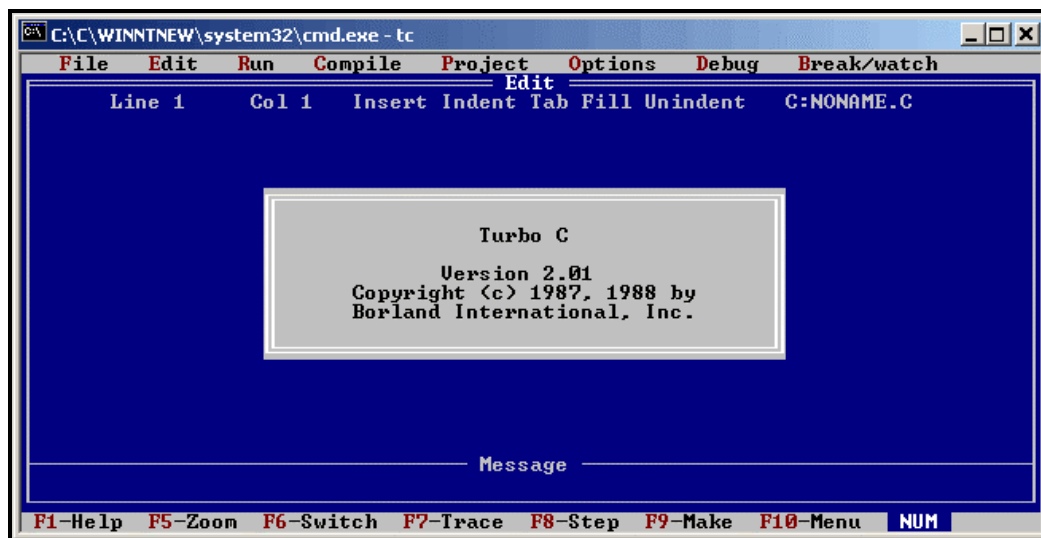 C:\C\WINNTNEW\system32\cmd.exe - tc
File Edit Run Compile Project Options Debug Break/watch
Edit
Line 1 Col 1 Insert Indent Tab Fill Unindent C:NONAME.C
Turbo C
Version 2.01
Copyright (c) 1987, 1988 by
Borland International, Inc.
Message
F1-Help F5-Zoom F6-Switch F7-Trace F8-Step F9-Make F10-Menu NUM